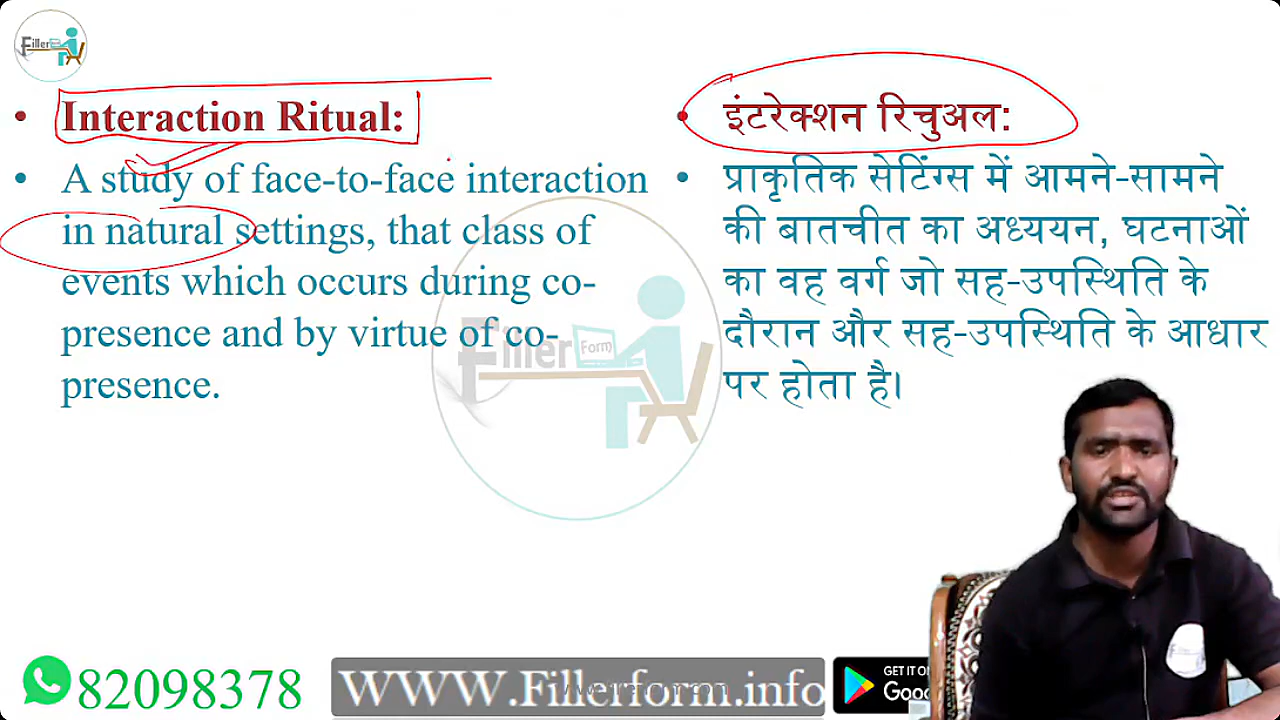 Filler
• Interaction Ritual:
• A study of face-to-face interaction
in natural settings, that class of
events which occurs during co-
presence and by virtue of co-
presence.
• इंटरेक्शन रिचुअल:
• प्राकृतिक सेटिंग्स में आमने-सामने
की बातचीत का अध्ययन, घटनाओं
का वह वर्ग जो सह-उपस्थिति के
दौरान और सह-उपस्थिति के आधार
पर होता है।
Filler Form
82098378
WWW.Fillerform.info
GET IT ON
Goo